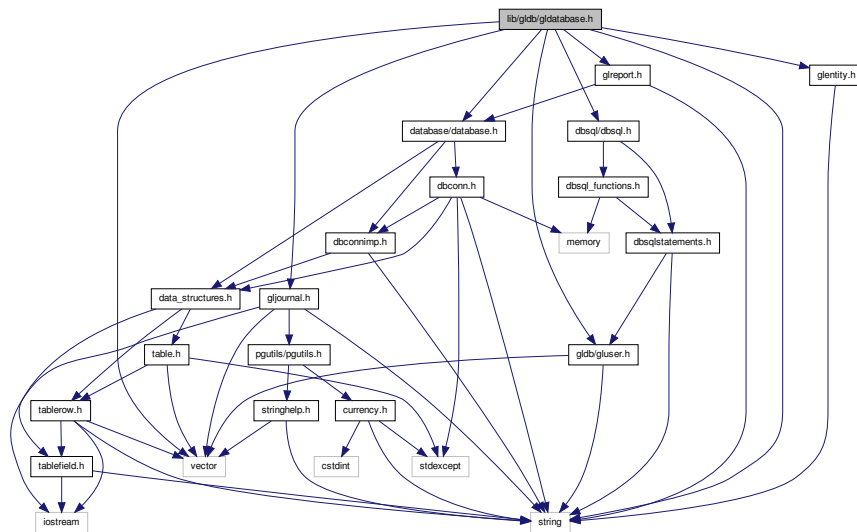 lib/gldb/gldatabase.h
glreport.h
glentity.h
database/database.h
dbsql/dbsql.h
dbconn.h
dbsql_functions.h
dbconnimp.h
memory
dbsqlstatements.h
data_structures.h
gljournal.h
table.h
pgutils/pgutils.h
gldb/gluser.h
tablerow.h
stringhelp.h
currency.h
tablefield.h
vector
cstdint
stdexcept
iostream
string